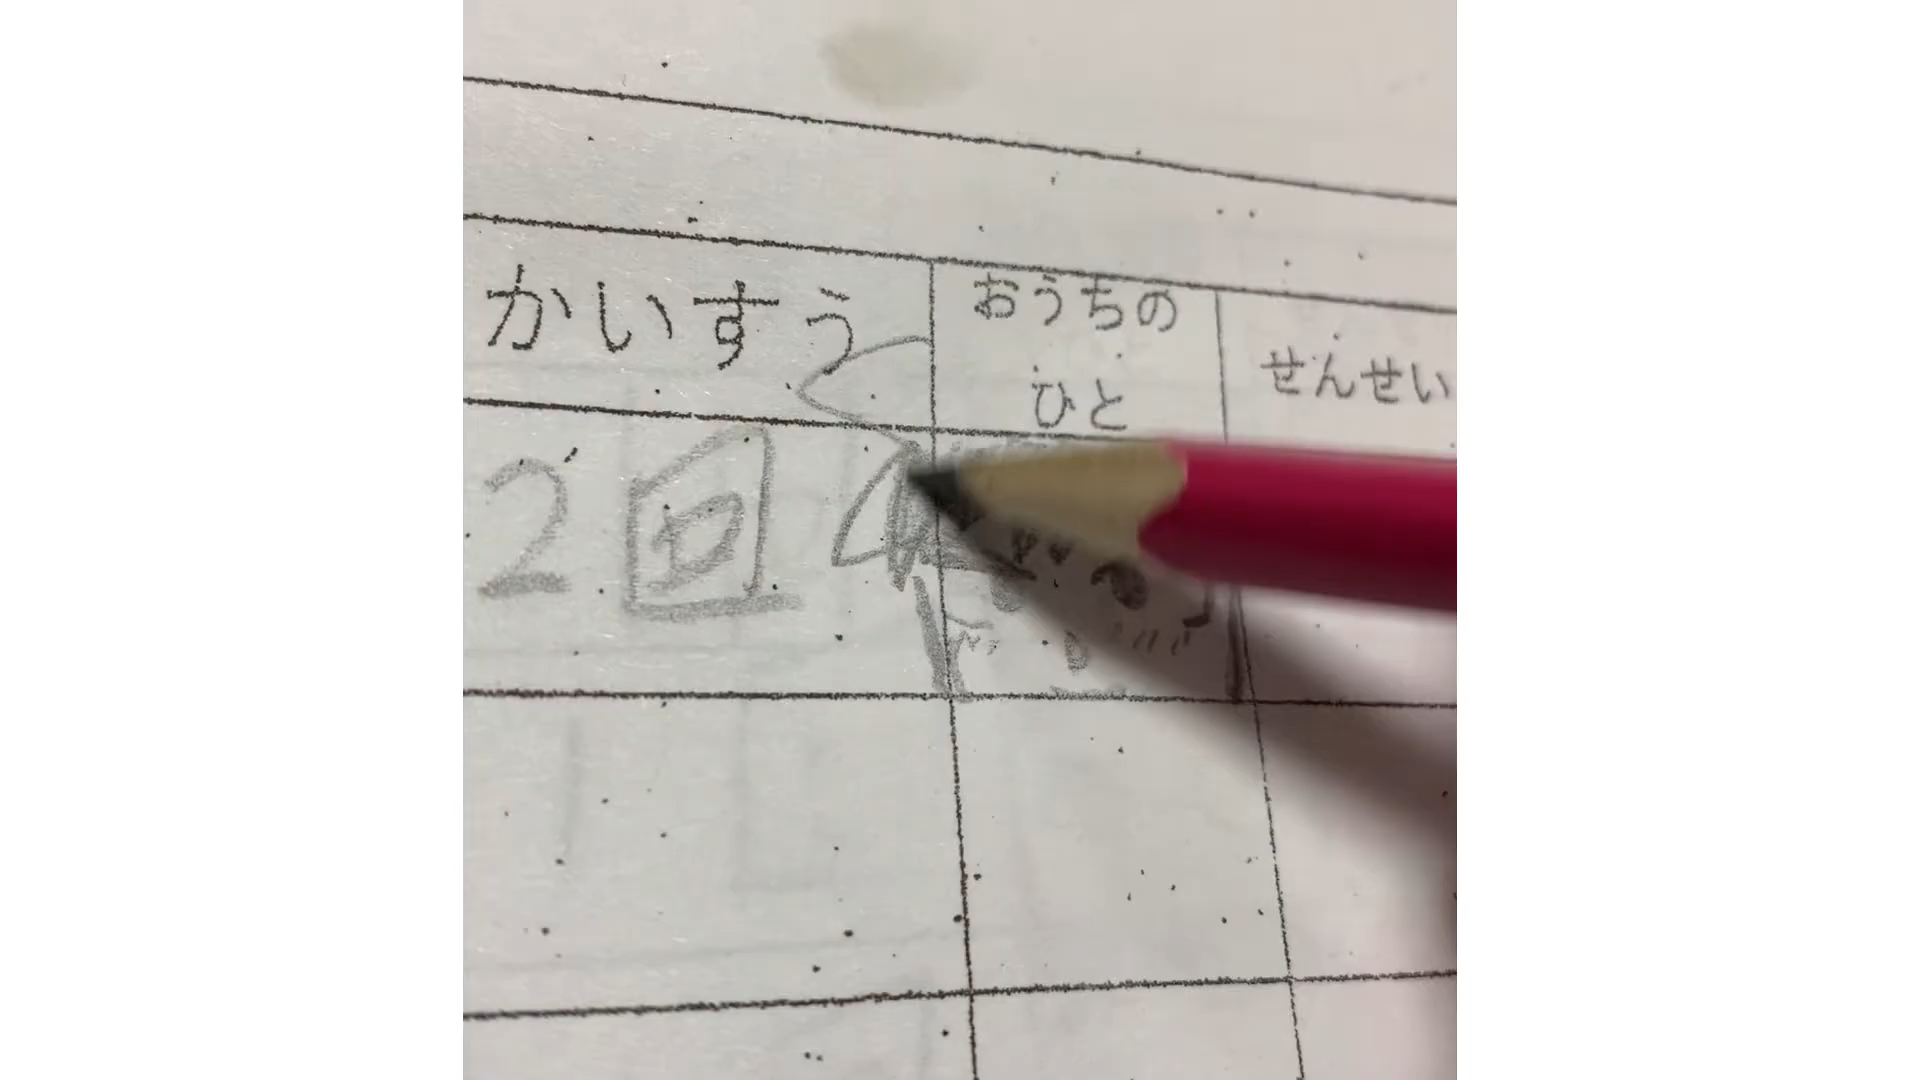 かいすう
おうちの
ひと
せんせい
2回